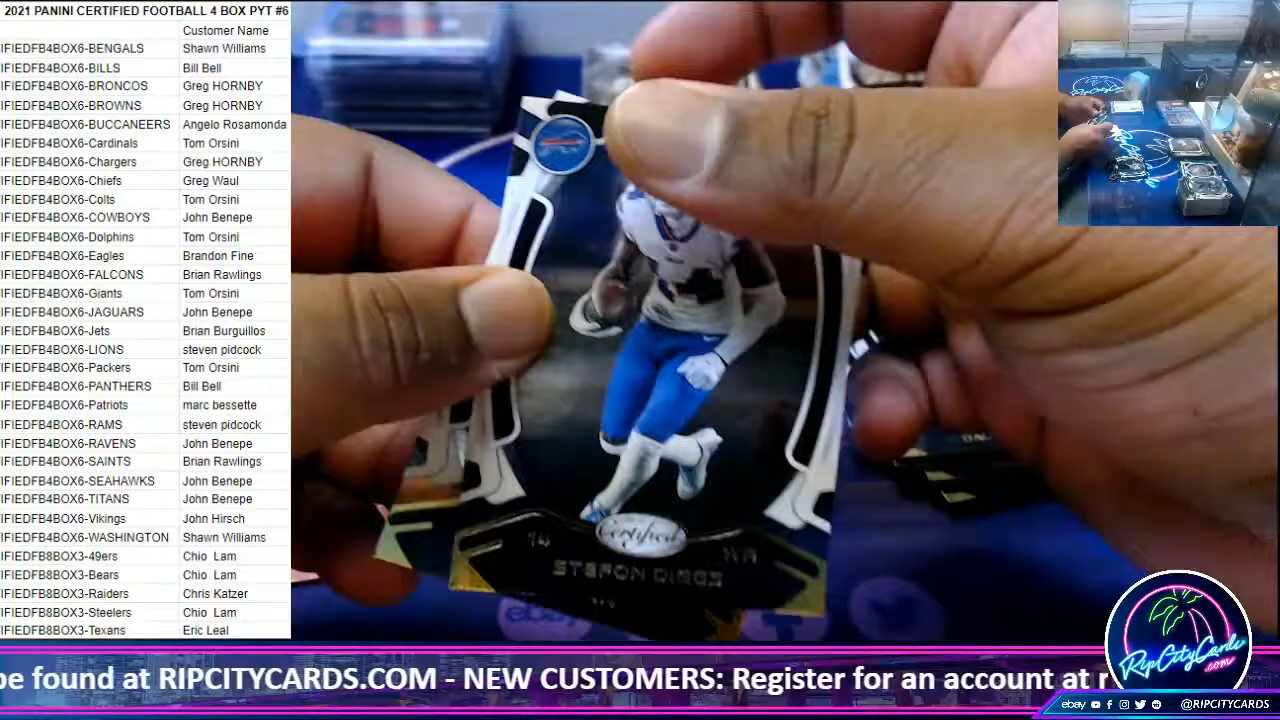 2021 PANINI CERTIFIED FOOTBALL 4 BOX PYT #6
Customer Name
IFIEDFB4BOX6-BENGALS Shawn Williams
IFIEDFB4BOX6-BILLS Bill Bell
IFIEDFB4BOX6-BRONCOS Greg HORNBY
IFIEDFB4BOX6-BROWNS Greg HORNBY
IFIEDFB4BOX6-BUCCANEERS Angelo Rosamonda
IFIEDFB4BOX6-Cardinals Tom Orsini
IFIEDFB4BOX6-Chargers Greg HORNBY
IFIEDFB4BOX6-Chiefs Greg Waul
IFIEDFB4BOX6-Colts Tom Orsini
IFIEDFB4BOX6-COWBOYS John Benepe
IFIEDFB4BOX6-Dolphins Tom Orsini
IFIEDFB4BOX6-Eagles Brandon Fine
IFIEDFB4BOX6-FALCONS Brian Rawlings
IFIEDFB4BOX6-Giants Tom Orsini
IFIEDFB4BOX6-JAGUARS John Benepe
IFIEDFB4BOX6-Jets Brian Burguillos
IFIEDFB4BOX6-LIONS steven pidcock
IFIEDFB4BOX6-Packers Tom Orsini
IFIEDFB4BOX6-PANTHERS Bill Bell
IFIEDFB4BOX6-Patriots marc bessette
IFIEDFB4BOX6-RAMS steven pidcock
IFIEDFB4BOX6-RAVENS John Benepe
IFIEDFB4BOX6-SAINTS Brian Rawlings
IFIEDFB4BOX6-SEAHAWKS John Benepe
IFIEDFB4BOX6-TITANS John Benepe
IFIEDFB4BOX6-Vikings John Hirsch
IFIEDFB4BOX6-WASHINGTON Shawn Williams
IFIEDFB8BOX3-49ers Chio Lam
IFIEDFB8BOX3-Bears Chio Lam
IFIEDFB8BOX3-Raiders Chris Katzer
IFIEDFB8BOX3-Steelers Chio Lam
IFIEDFB8BOX3-Texans Eric Leal
Certified
14 WR
STEFON DIGGS
ebay
RipCityCards
.com
be found at RIPCITYCARDS.COM - NEW CUSTOMERS: Register for an account at r
ebay @RIPCITYCARDS